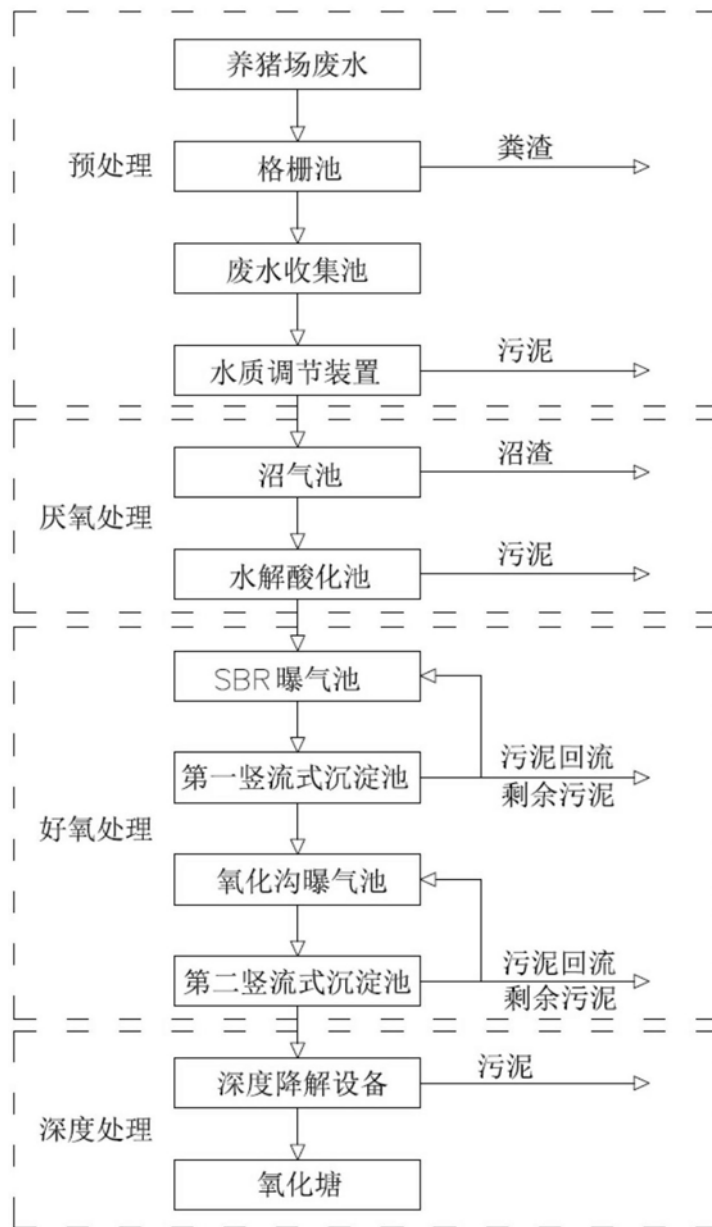 养猪场废水
预处理
格栅池
粪渣
废水收集池
水质调节装置
污泥
沼气池
沼渣
厌氧处理
水解酸化池
污泥
SBR曝气池
第一竖流式沉淀池
污泥回流
剩余污泥
好氧处理
氧化沟曝气池
第二竖流式沉淀池
污泥回流
剩余污泥
深度降解设备
污泥
深度处理
氧化塘